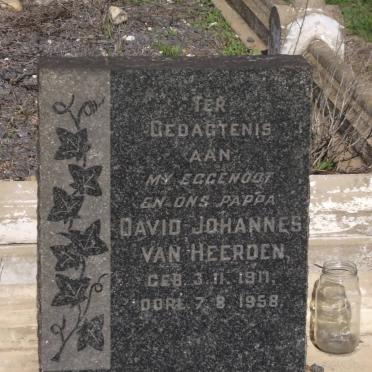 TER
GEDAGTENIS
AAN
MY EGGENOOT
EN ONS PAPPA
DAVID JOHANNES
VAN HEERDEN,
GEB. 3.11.1911.
OORL. 7.8.1958.